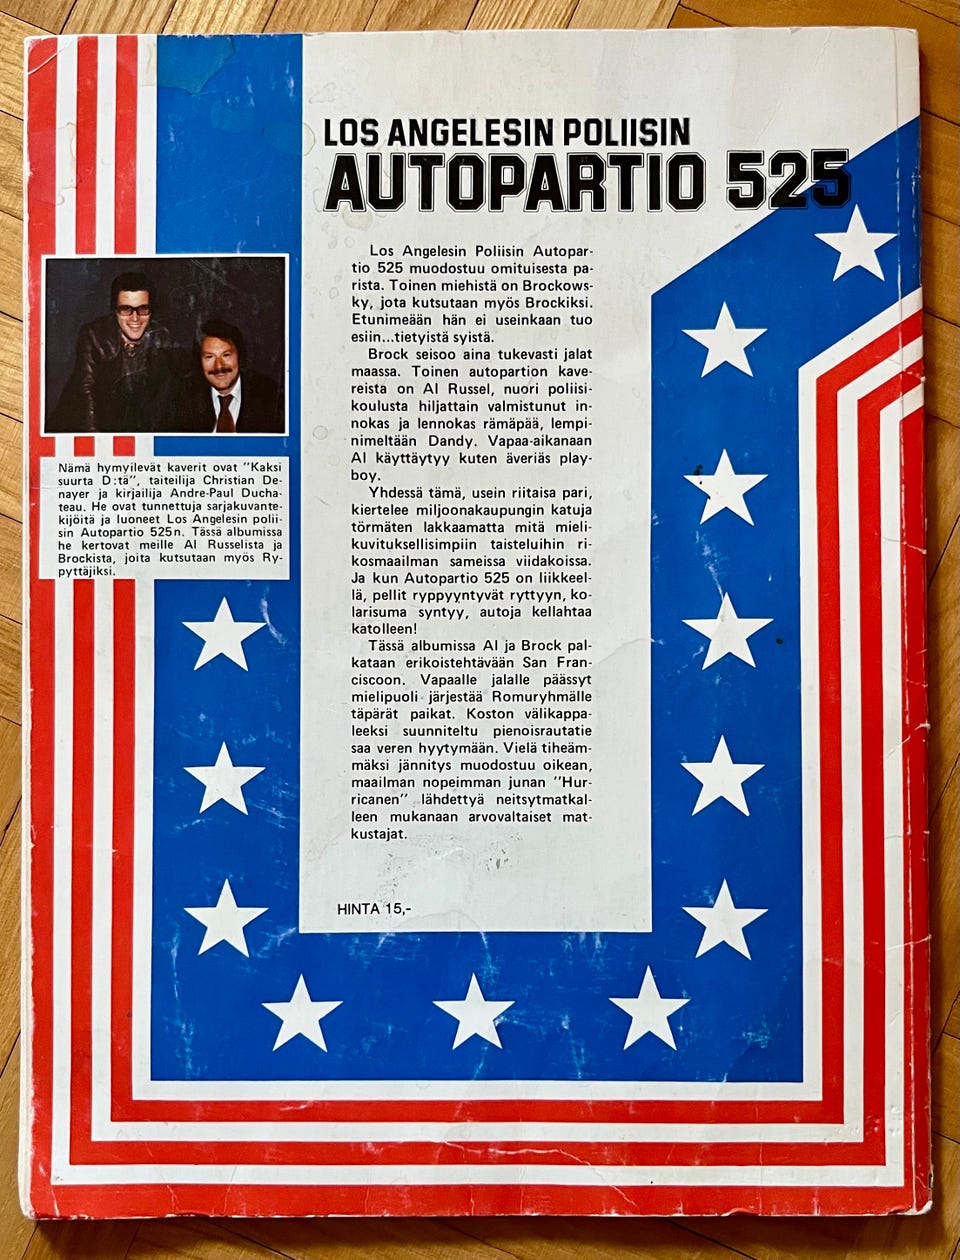 LOS ANGELESIN POLIISIN
AUTOPARTIO 525
Los Angelesin Poliisin Autopar-
tio 525 muodostuu omituisesta pa-
rista. Toinen miehistä on Brockows-
ky, jota kutsutaan myös Brockiksi.
Etunimeään hän ei useinkaan tuo
esiin...tietyistä syistä.
Brock seisoo aina tukevasti jalat
maassa. Toinen autopartion kave-
reista on Al Russel, nuori poliisi-
koulusta hiljattain valmistunut in-
nokas ja lennokas rämäpää, lempi-
nimeltään Dandy. Vapaa-aikanaan
Al käyttäytyy kuten äveriäs play-
boy.
Yhdessä tämä, usein riitaisa pari,
kiertelee miljoonakaupungin katuja
törmäten lakkaamatta mitä mieli-
kuvituksellisimpiin taisteluihin ri-
kosmaailman sameissa viidakoissa.
Ja kun Autopartio 525 on liikkeel-
lä, pellit ryppyyntyvät ryttyyn, ko-
larisuma syntyy, autoja kellahtaa
katolleen!
Tässä albumissa Al ja Brock pal-
kataan erikoistehtävään San Fran-
ciscoon. Vapaalle jalalle päässyt
mielipuoli järjestää Romuryhmälle
täpärät paikat. Koston välikappa-
leeksi suunniteltu pienoisrautatie
saa veren hyytymään. Vielä tiheäm-
mäksi jännitys muodostuu oikean,
maailman nopeimman junan "Hur-
ricanen" lähdettyä neitsytmatkal-
leen mukanaan arvovaltaiset mat-
kustajat.
HINTA 15,-
Nämä hymyilevät kaverit ovat "Kaksi
suurta D:tä", taiteilija Christian De-
nayer ja kirjailija Andre-Paul Ducha-
teau. He ovat tunnettuja sarjakuvante-
kijöitä ja luoneet Los Angelesin polii-
sin Autopartio 525n. Tässä albumissa
he kertovat meille Al Russelista ja
Brockista, joita kutsutaan myös Ry-
pyttäjiksi.